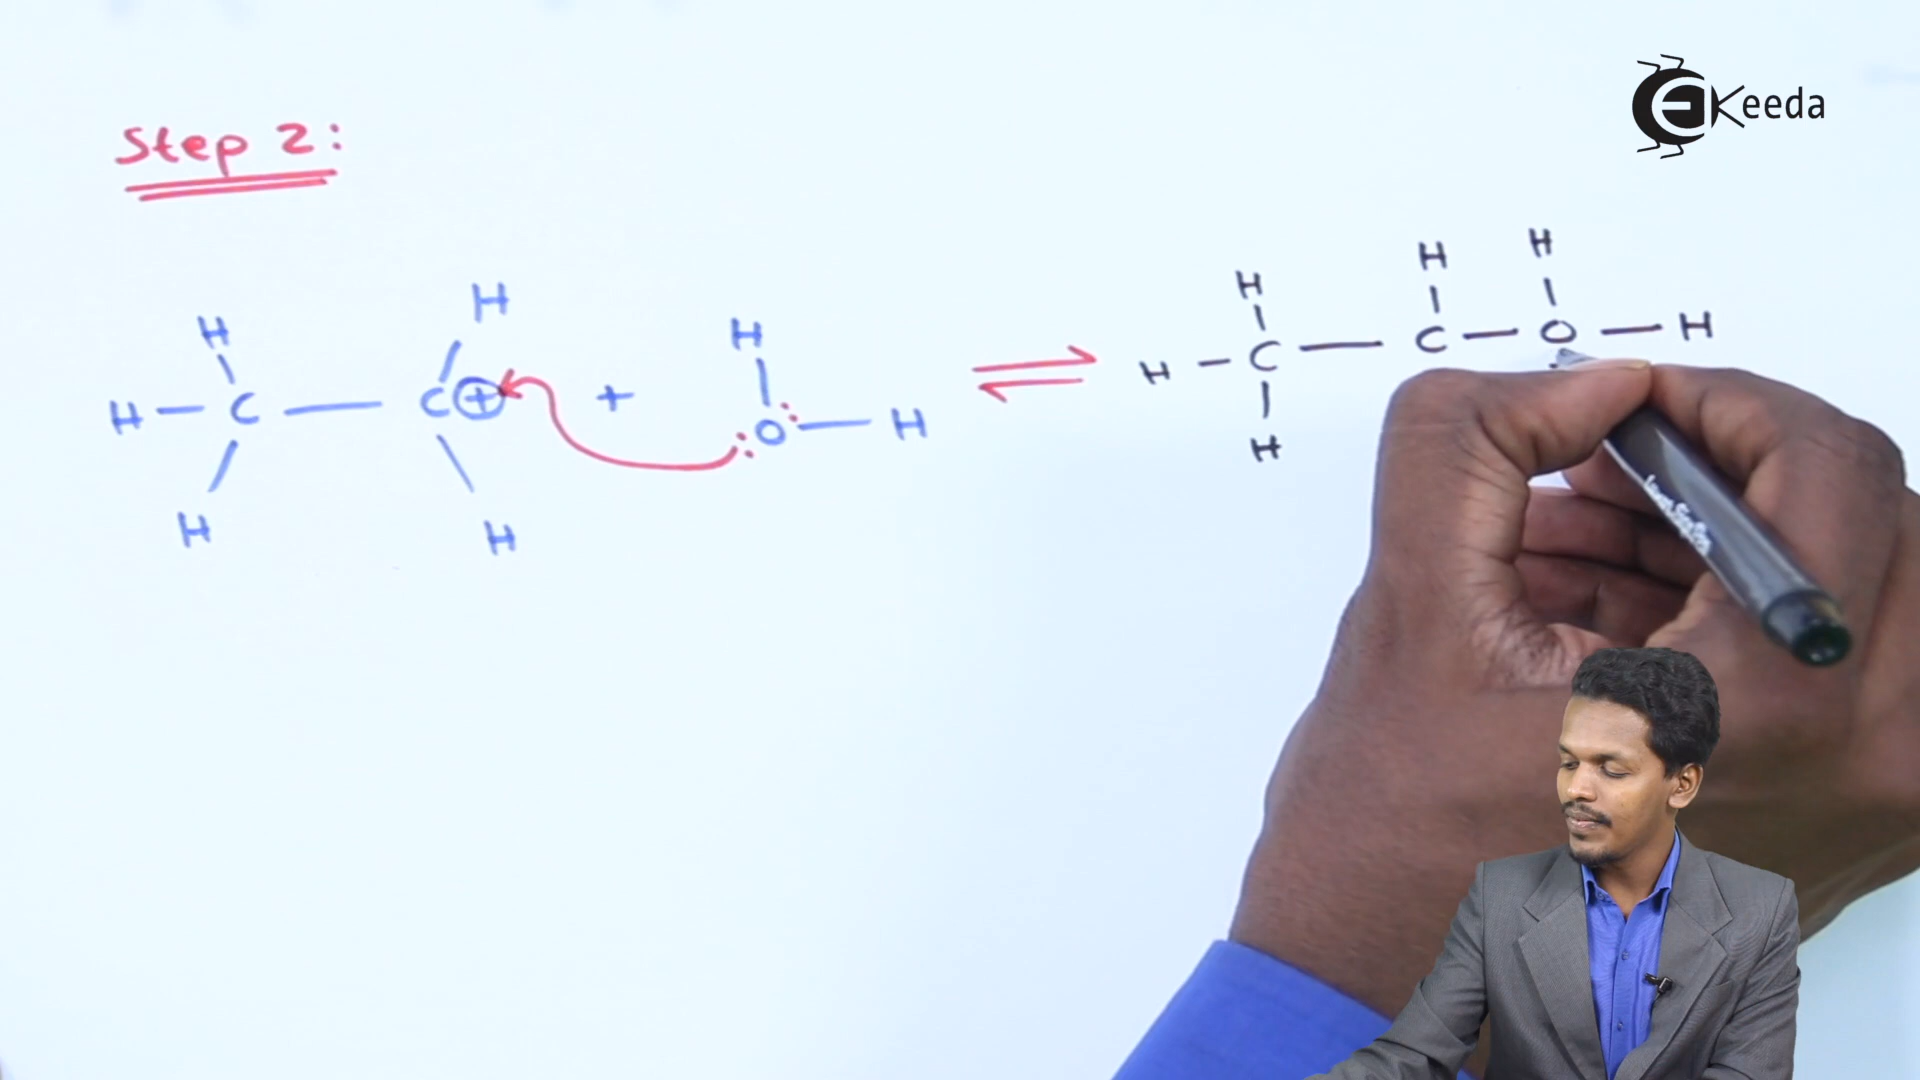 Keeda
Step 2:
H H H H H
H – C – C ⊕ + H O – H ⇌ H – C – C – O – H
H H H